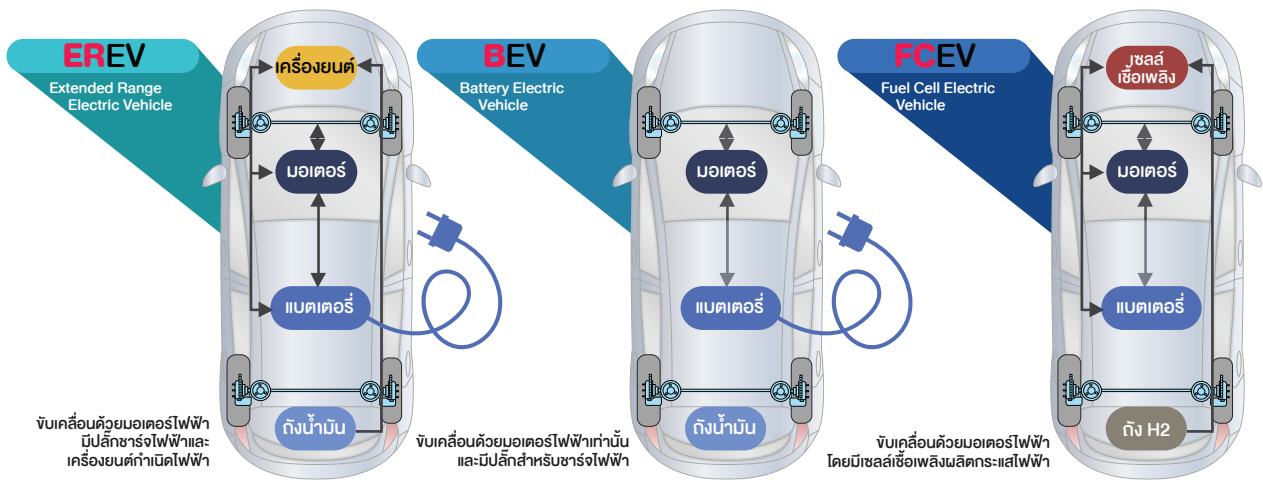 EREV
Extended Range
Electric Vehicle
เครื่องยนต์
มอเตอร์
แบตเตอรี่
ถังน้ำมัน
ขับเคลื่อนด้วยมอเตอร์ไฟฟ้า
มีปลั๊กชาร์จไฟฟ้าและ
เครื่องยนต์กำเนิดไฟฟ้า
BEV
Battery Electric
Vehicle
มอเตอร์
แบตเตอรี่
ถังน้ำมัน
ขับเคลื่อนด้วยมอเตอร์ไฟฟ้าเท่านั้น
และมีปลั๊กสำหรับชาร์จไฟฟ้า
FCEV
Fuel Cell Electric
Vehicle
เซลล์
เชื้อเพลิง
มอเตอร์
แบตเตอรี่
ถัง H2
ขับเคลื่อนด้วยมอเตอร์ไฟฟ้า
โดยมีเซลล์เชื้อเพลิงผลิตกระแสไฟฟ้า